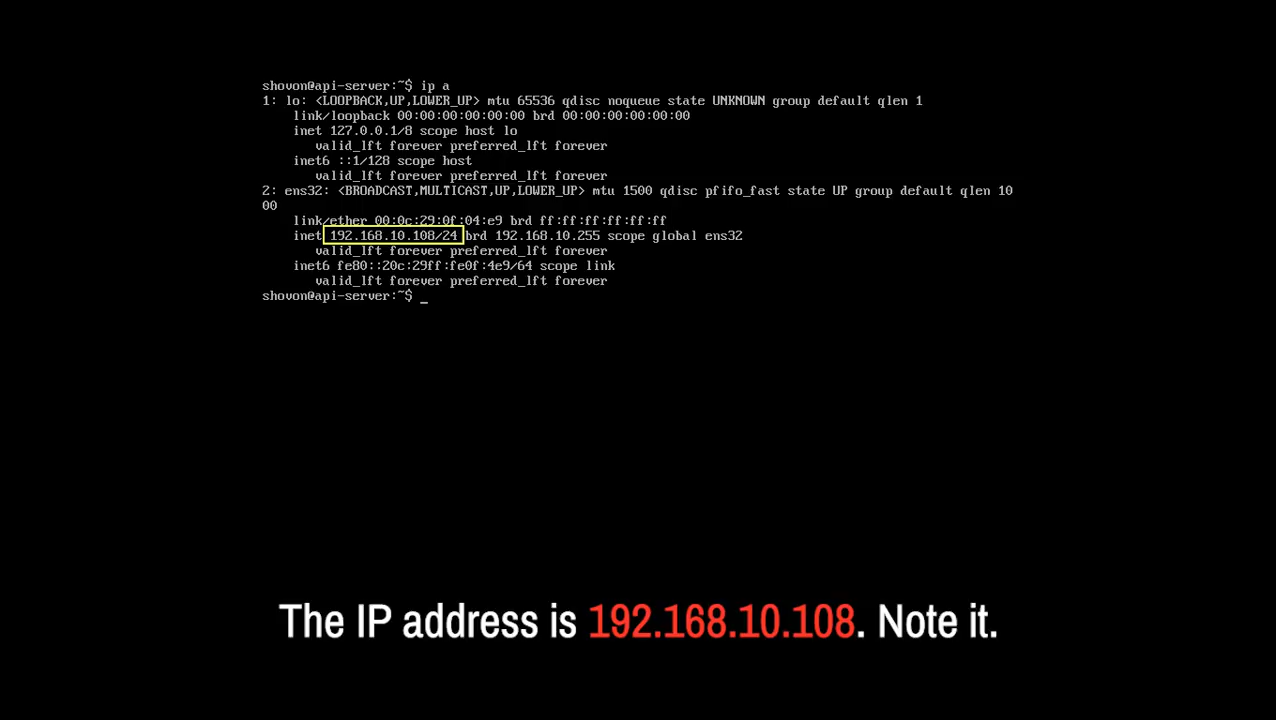 shovon@api-server:~$ ip a
1: lo: <LOOPBACK,UP,LOWER_UP> mtu 65536 qdisc noqueue state UNKNOWN group default qlen 1
    link/loopback 00:00:00:00:00:00 brd 00:00:00:00:00:00
    inet 127.0.0.1/8 scope host lo
       valid_lft forever preferred_lft forever
    inet6 ::1/128 scope host
       valid_lft forever preferred_lft forever
2: ens32: <BROADCAST,MULTICAST,UP,LOWER_UP> mtu 1500 qdisc pfifo_fast state UP group default qlen 10
00
    link/ether 00:0c:29:0f:04:e9 brd ff:ff:ff:ff:ff:ff
    inet 192.168.10.108/24 brd 192.168.10.255 scope global ens32
       valid_lft forever preferred_lft forever
    inet6 fe80::20c:29ff:fe0f:4e9/64 scope link
       valid_lft forever preferred_lft forever
shovon@api-server:~$ _
The IP address is 192.168.10.108. Note it.